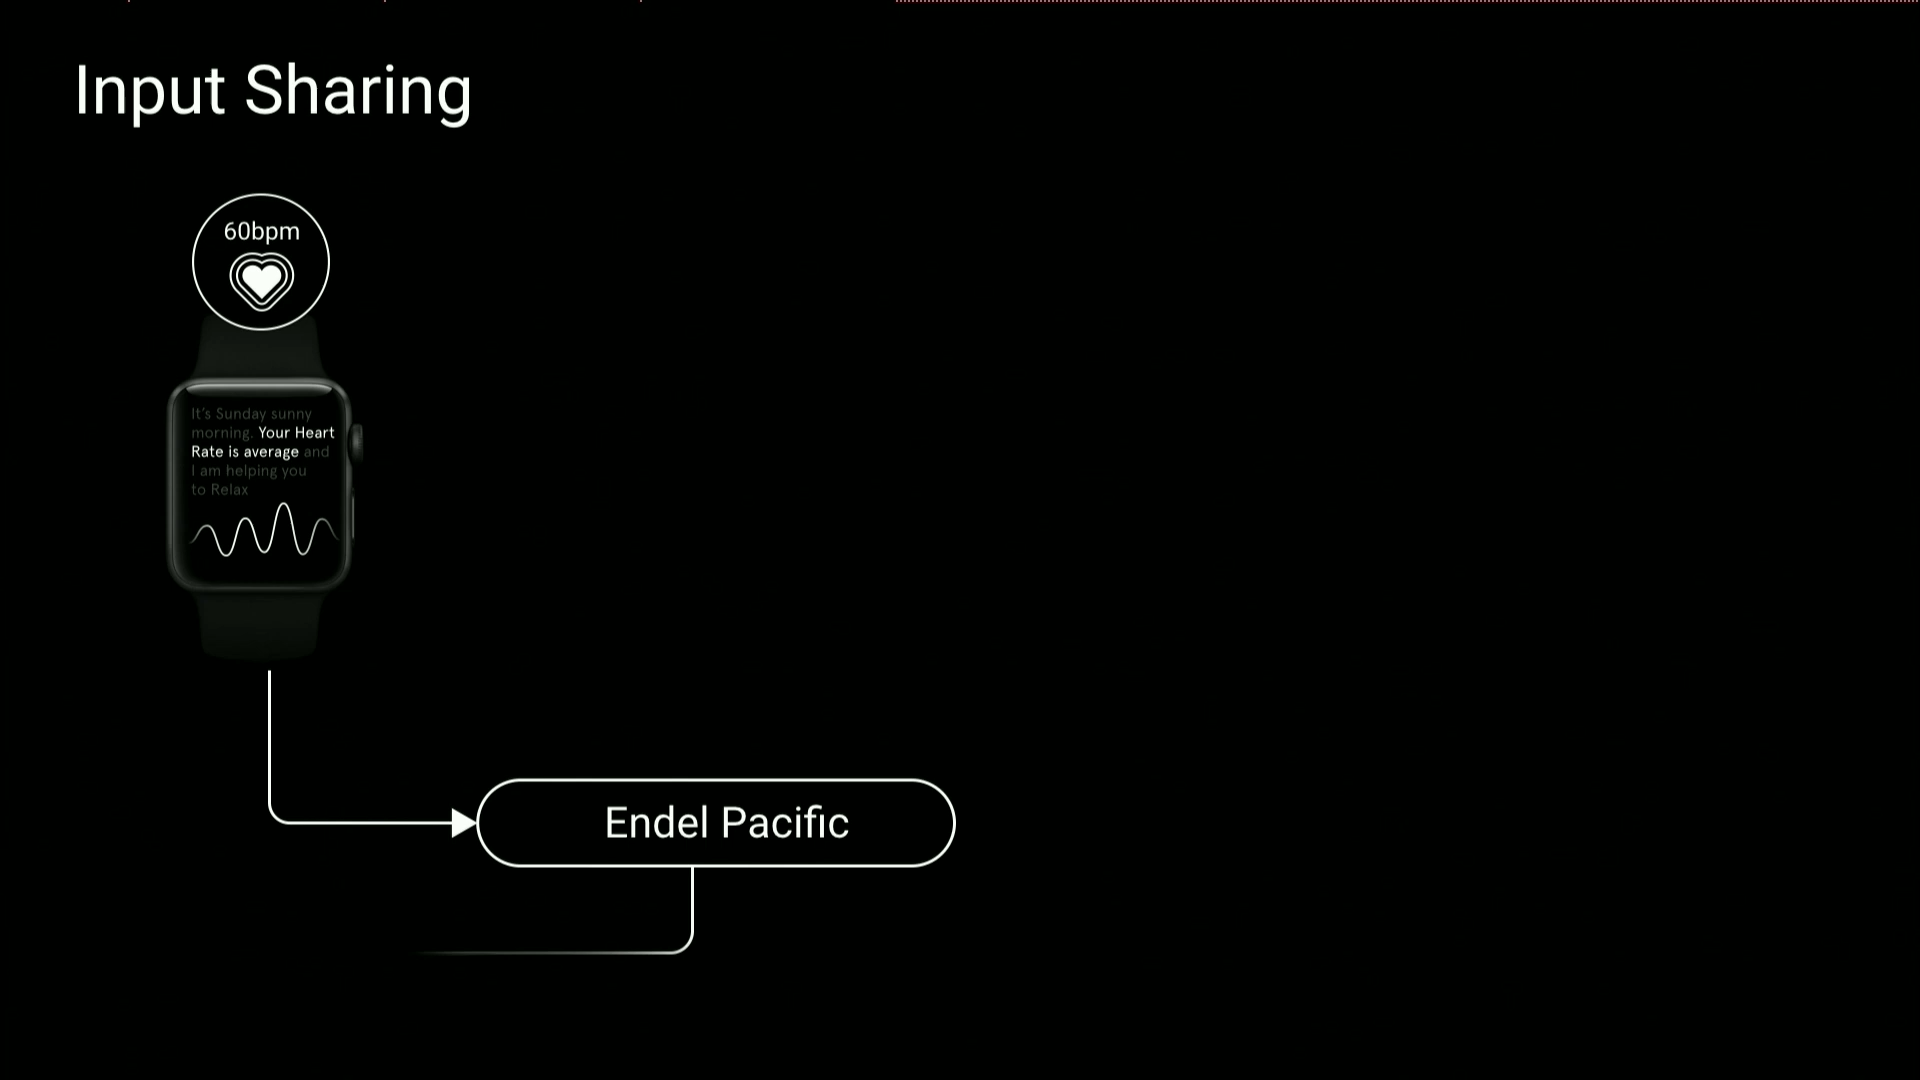 Input Sharing
60bpm
It's Sunday sunny
morning. Your Heart
Rate is average and
I am helping you
to Relax
Endel Pacific